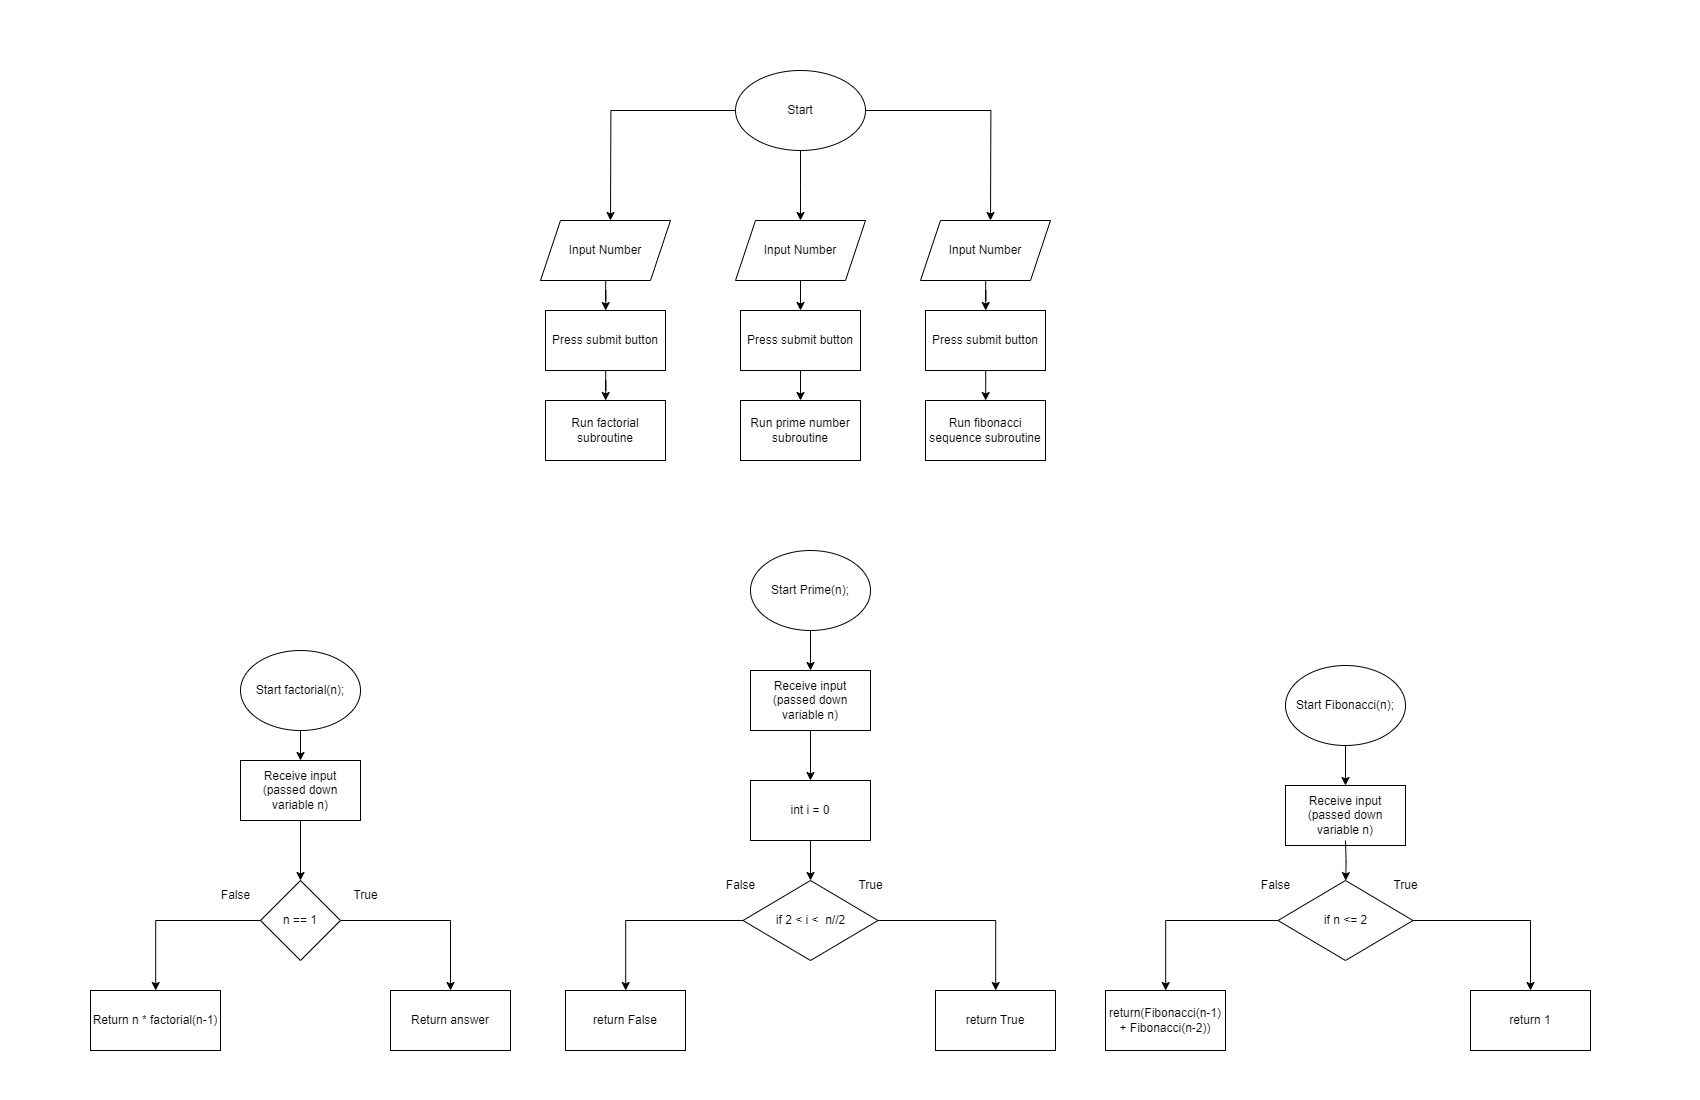 Start
Input Number
Input Number
Input Number
Press submit button
Press submit button
Press submit button
Run factorial
subroutine
Run prime number
subroutine
Run fibonacci
sequence subroutine
Start factorial(n);
Receive input
(passed down
variable n)
False
True
n == 1
Return n * factorial(n-1)
Return answer
Start Prime(n);
Receive input
(passed down
variable n)
int i = 0
False
True
if 2 < i <  n//2
return False
return True
Start Fibonacci(n);
Receive input
(passed down
variable n)
False
True
if n <= 2
return(Fibonacci(n-1)
+ Fibonacci(n-2))
return 1